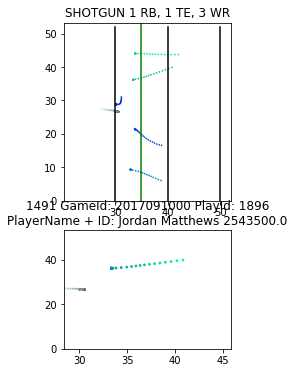 SHOTGUN 1 RB, 1 TE, 3 WR
50
40
30
20
10
0
30 40 50
1491 GameId: 2017091000 PlayId: 1896
PlayerName + ID: Jordan Matthews 2543500.0
40
20
0
30 35 40 45